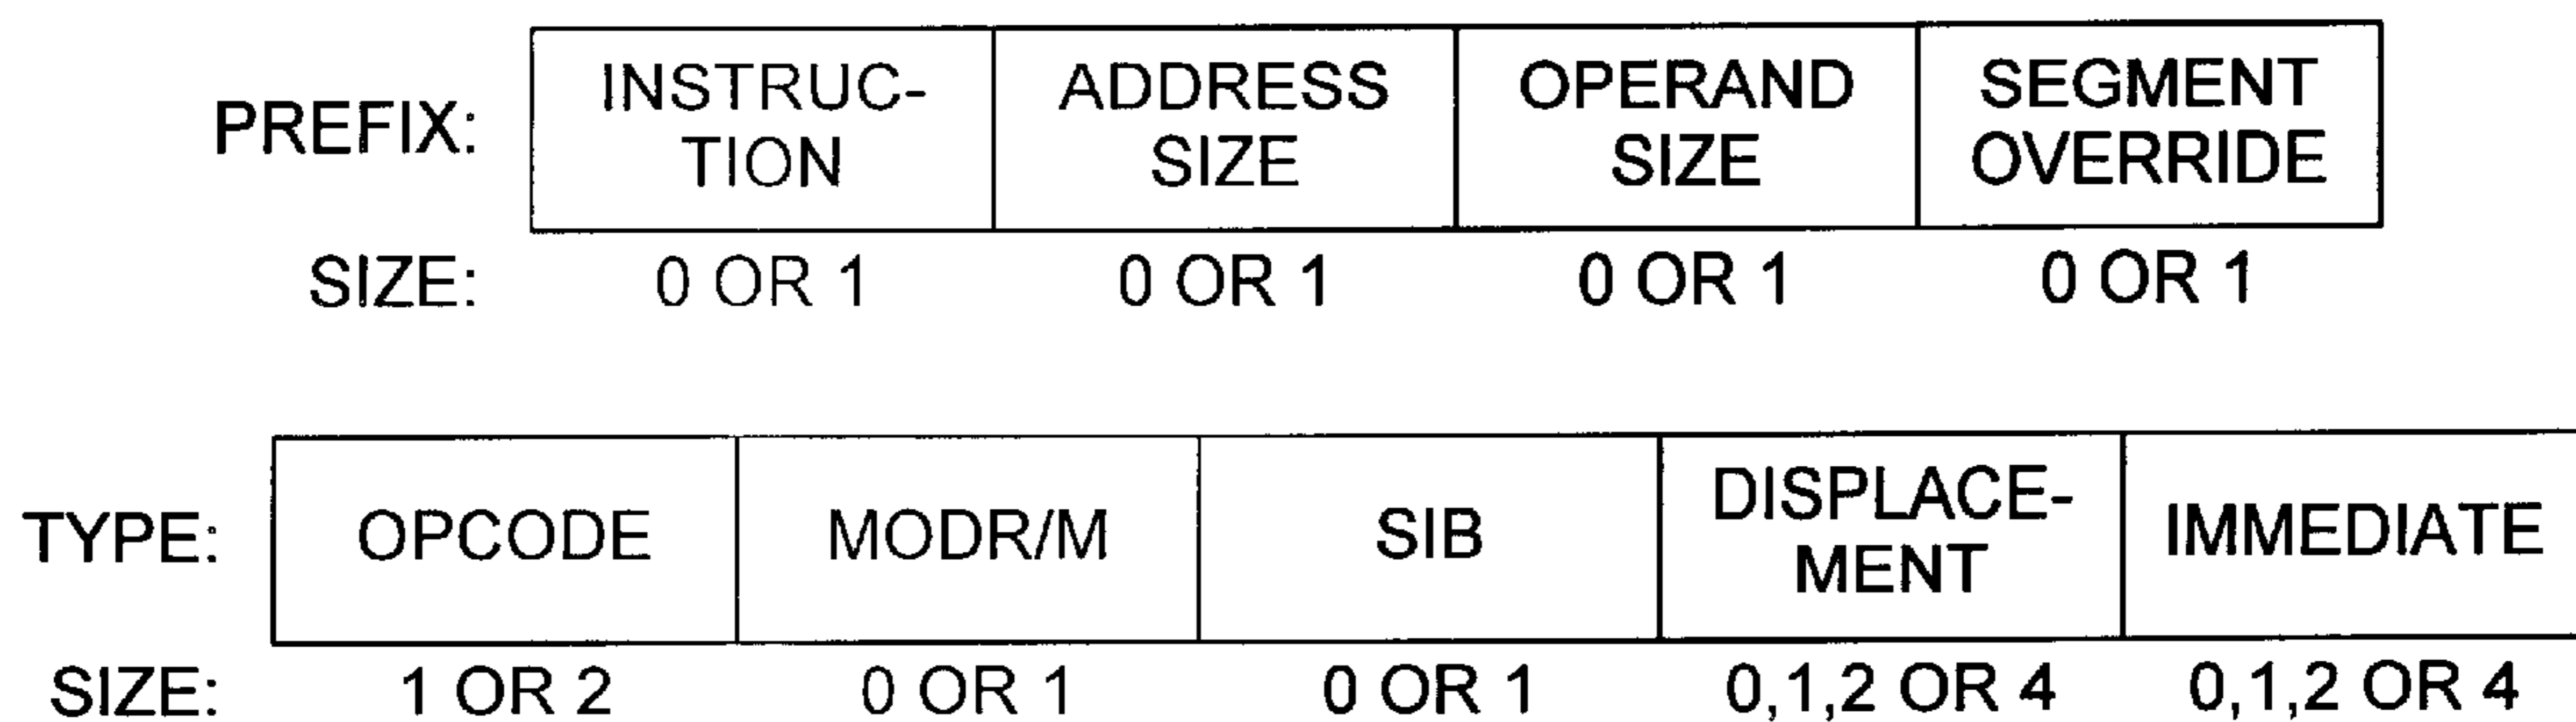 PREFIX: INSTRUC-TION ADDRESS SIZE OPERAND SIZE SEGMENT OVERRIDE
SIZE: 0 OR 1 0 OR 1 0 OR 1 0 OR 1
TYPE: OPCODE MODR/M SIB DISPLACE-MENT IMMEDIATE
SIZE: 1 OR 2 0 OR 1 0 OR 1 0,1,2 OR 4 0,1,2 OR 4